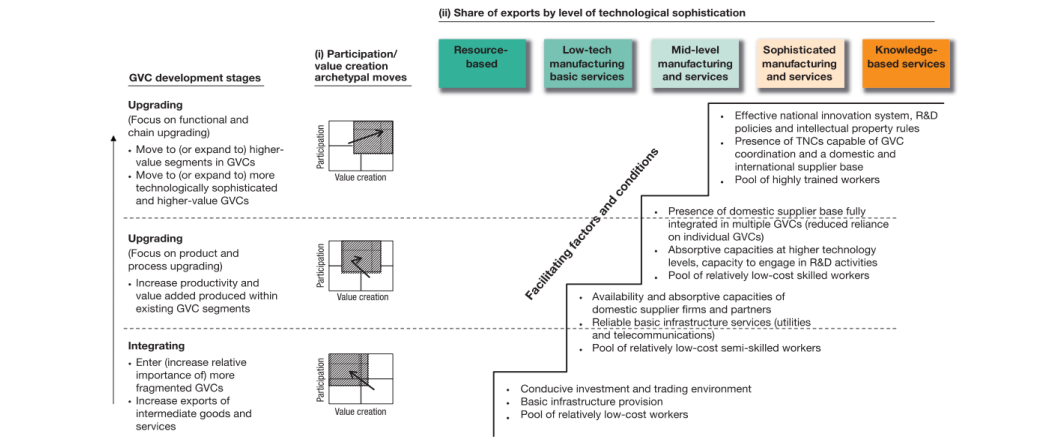 (ii) Share of exports by level of technological sophistication
Resource-
based
Low-tech
manufacturing
basic services
Mid-level
manufacturing
and services
Sophisticated
manufacturing
and services
Knowledge-
based services
GVC development stages
(i) Participation/
value creation
archetypal moves
Upgrading
(Focus on functional and
chain upgrading)
• Move to (or expand to) higher-
value segments in GVCs
• Move to (or expand to) more
technologically sophisticated
and higher-value GVCs
Participation
Value creation
Facilitating factors and conditions
• Effective national innovation system, R&D
policies and intellectual property rules
• Presence of TNCs capable of GVC
coordination and a domestic and
international supplier base
• Pool of highly trained workers
Upgrading
(Focus on product and
process upgrading)
• Increase productivity and
value added produced within
existing GVC segments
Participation
Value creation
• Presence of domestic supplier base fully
integrated in multiple GVCs (reduced reliance
on individual GVCs)
• Absorptive capacities at higher technology
levels, capacity to engage in R&D activities
• Pool of relatively low-cost skilled workers
• Availability and absorptive capacities of
domestic supplier firms and partners
• Reliable basic infrastructure services (utilities
and telecommunications)
• Pool of relatively low-cost semi-skilled workers
Integrating
• Enter (increase relative
importance of) more
fragmented GVCs
• Increase exports of
intermediate goods and
services
Participation
Value creation
• Conducive investment and trading environment
• Basic infrastructure provision
• Pool of relatively low-cost workers